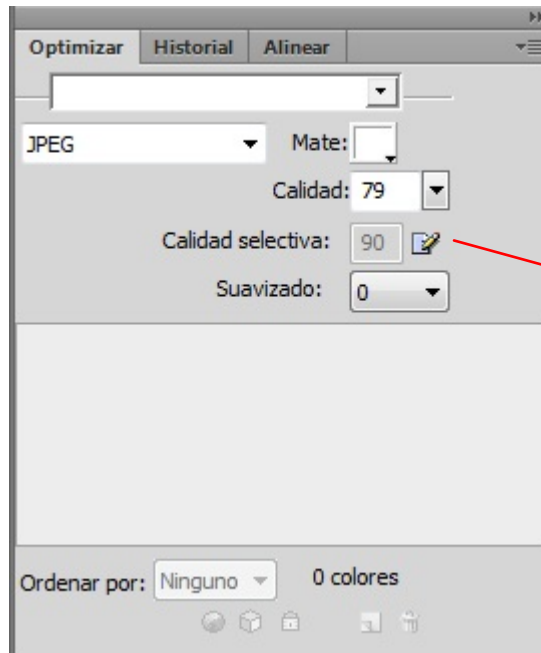 Optimizar Historial Alinear
JPEG Mate:
Calidad: 79
Calidad selectiva: 90
Suavizado: 0
Ordenar por: Ninguno 0 colores